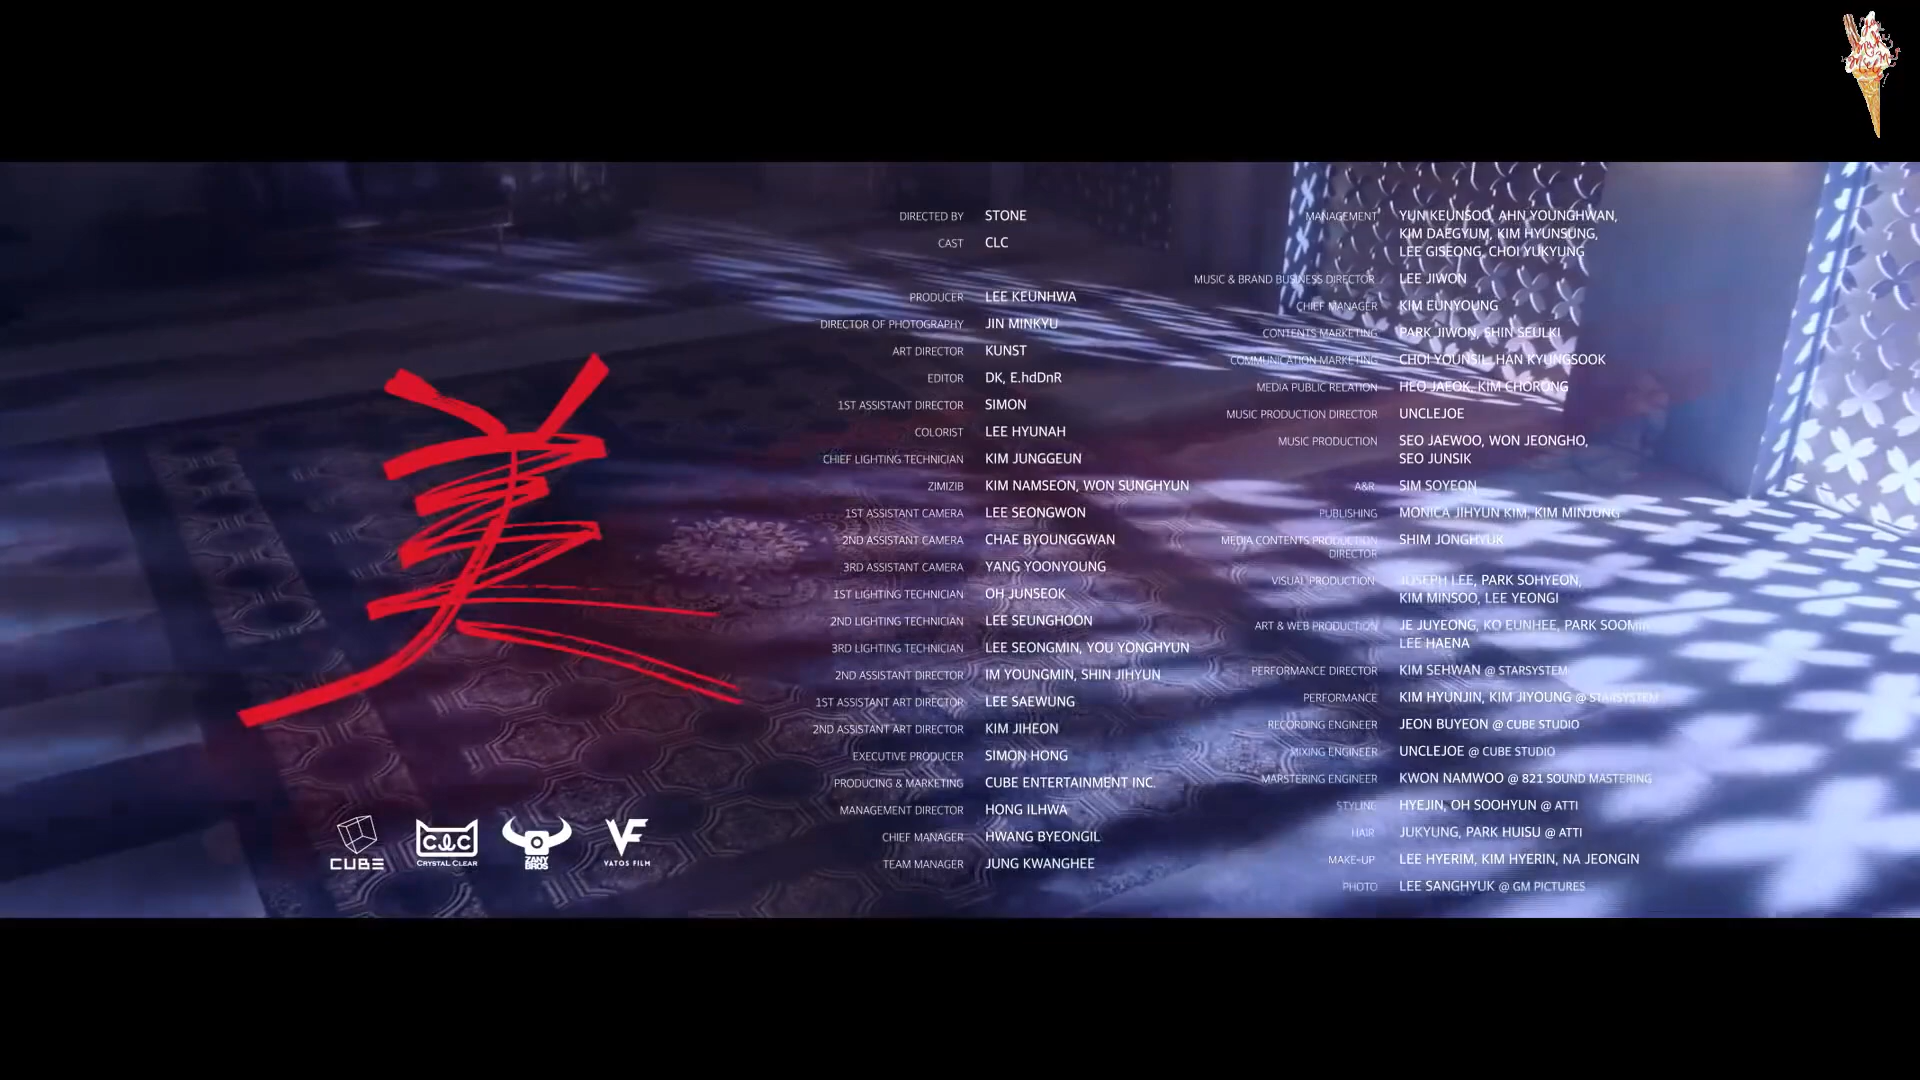 美
CUBE
CLC
CRYSTAL CLEAR
ZANY
BROS
VF
VATOS FILM
DIRECTED BY STONE
CAST CLC
PRODUCER LEE KEUNHWA
DIRECTOR OF PHOTOGRAPHY JIN MINKYU
ART DIRECTOR KUNST
EDITOR DK, E.hdDnR
1ST ASSISTANT DIRECTOR SIMON
COLORIST LEE HYUNAH
CHIEF LIGHTING TECHNICIAN KIM JUNGGEUN
ZIMIZIB KIM NAMSEON, WON SUNGHYUN
1ST ASSISTANT CAMERA LEE SEONGWON
2ND ASSISTANT CAMERA CHAE BYOUNGGWAN
3RD ASSISTANT CAMERA YANG YOONYOUNG
1ST LIGHTING TECHNICIAN OH JUNSEOK
2ND LIGHTING TECHNICIAN LEE SEUNGHOON
3RD LIGHTING TECHNICIAN LEE SEONGMIN, YOU YONGHYUN
2ND ASSISTANT DIRECTOR IM YOUNGMIN, SHIN JIHYUN
1ST ASSISTANT ART DIRECTOR LEE SAEWUNG
2ND ASSISTANT ART DIRECTOR KIM JIHEON
EXECUTIVE PRODUCER SIMON HONG
PRODUCING & MARKETING CUBE ENTERTAINMENT INC.
MANAGEMENT DIRECTOR HONG ILHWA
CHIEF MANAGER HWANG BYEONGIL
TEAM MANAGER JUNG KWANGHEE
MANAGEMENT YUN KEUNSOO, AHN YOUNGHWAN,
KIM DAEGYUM, KIM HYUNSUNG,
LEE GISEONG, CHOI YUKYUNG
MUSIC & BRAND BUSINESS DIRECTOR LEE JIWON
CHIEF MANAGER KIM EUNYOUNG
CONTENTS MARKETING PARK JIWON, SHIN SEULKI
COMMUNICATION MARKETING CHOI YOUNSIL, HAN KYUNGSOOK
MEDIA PUBLIC RELATION HEO JAEOK, KIM CHORONG
MUSIC PRODUCTION DIRECTOR UNCLEJOE
MUSIC PRODUCTION SEO JAEWOO, WON JEONGHO,
SEO JUNSIK
A&R SIM SOYEON
PUBLISHING MONICA JIHYUN KIM, KIM MINJUNG
MEDIA CONTENTS PRODUCTION SHIM JONGHYUK
DIRECTOR
VISUAL PRODUCTION JOSEPH LEE, PARK SOHYEON,
KIM MINSOO, LEE YEONGI
ART & WEB PRODUCTION JE JUYEONG, KO EUNHEE, PARK
LEE HAENA
PERFORMANCE DIRECTOR KIM SEHWAN @ STARSYSTEM
PERFORMANCE KIM HYUNJIN, KIM JIYOUNG @ STARSYSTEM
RECORDING ENGINEER JEON BUYEON @ CUBE STUDIO
MIXING ENGINEER UNCLEJOE @ CUBE STUDIO
MARSTERING ENGINEER KWON NAMWOO @ 821 SOUND MASTERING
STYLING HYEJIN, OH SOOHYUN @ ATTI
HAIR JUKYUNG, PARK HUISU @ ATTI
MAKE-UP LEE HYERIM, KIM HYERIN, NA JEONGIN
PHOTO LEE SANGHYUK @ GM PICTURES